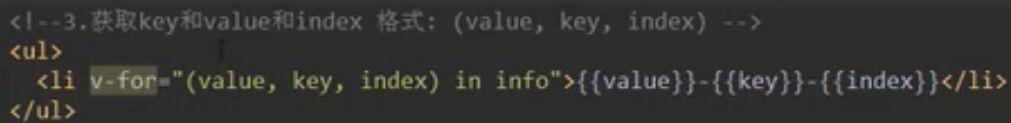 <!--3.获取key和value和index 格式: (value, key, index) -->
<ul>
  <li v-for="(value, key, index) in info">{{value}}-{{key}}-{{index}}</li>
</ul>